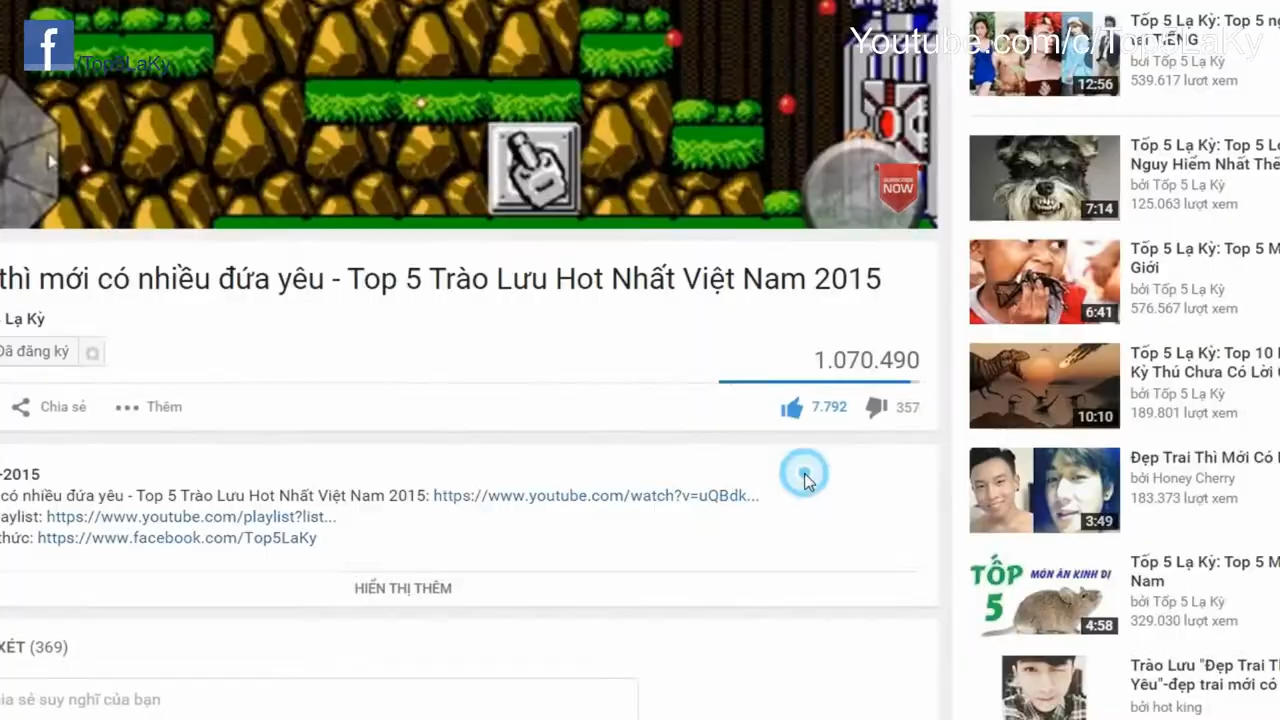 f
/Top5LaKy
Youtube.com/c/Top5LaKy
SUBSCRIBE
NOW
thì mới có nhiều đứa yêu - Top 5 Trào Lưu Hot Nhất Việt Nam 2015
Lạ Kỳ
Đã đăng ký
1.070.490
Chia sẻ
Thêm
7.792
357
-2015
có nhiều đứa yêu - Top 5 Trào Lưu Hot Nhất Việt Nam 2015: https://www.youtube.com/watch?v=uQBdk...
aylist: https://www.youtube.com/playlist?list...
thức: https://www.facebook.com/Top5LaKy
HIỂN THỊ THÊM
XÉT (369)
ia sẻ suy nghĩ của bạn
12:56
Tốp 5 Lạ Kỳ: Top 5
TIẾNG
bởi Tốp 5 Lạ Kỳ
539.617 lượt xem
7:14
Tốp 5 Lạ Kỳ: Top 5
Nguy Hiểm Nhất
bởi Tốp 5 Lạ Kỳ
125.063 lượt xem
6:41
Tốp 5 Lạ Kỳ: Top 5
Giới
bởi Tốp 5 Lạ Kỳ
576.567 lượt xem
10:10
Tốp 5 Lạ Kỳ: Top 10
Kỳ Thú Chưa Có Lời
bởi Tốp 5 Lạ Kỳ
189.801 lượt xem
3:49
Đẹp Trai Thì Mới Có
bởi Honey Cherry
183.373 lượt xem
TỐP
5
MÓN ĂN KINH DỊ
4:58
Tốp 5 Lạ Kỳ: Top 5
Nam
bởi Tốp 5 Lạ Kỳ
329.030 lượt xem
Trào Lưu "Đẹp Trai
Yêu"-đẹp trai mới có
bởi hot king